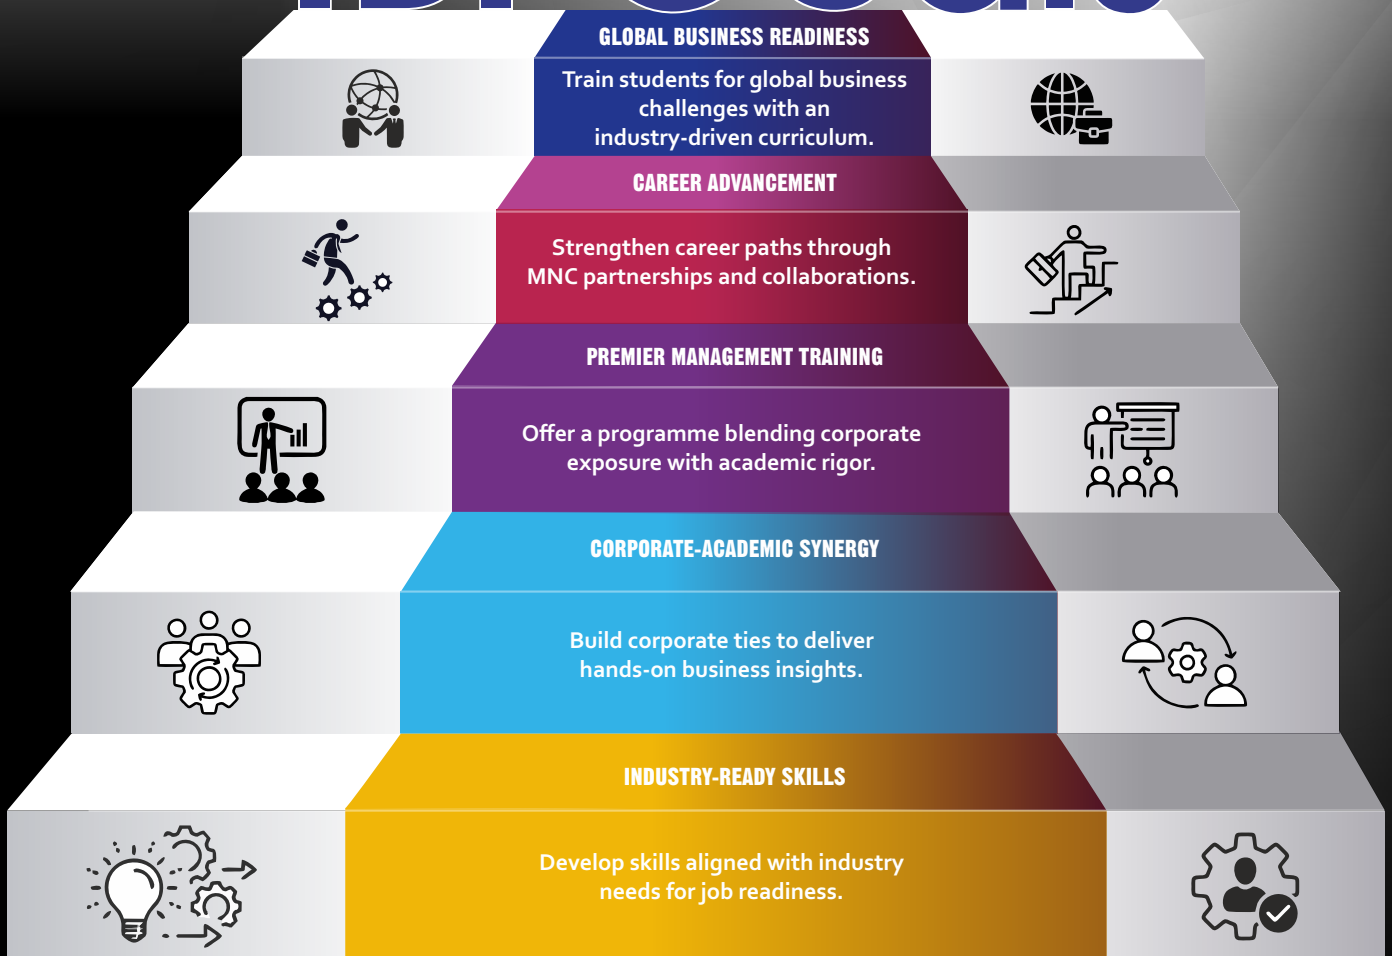 GLOBAL BUSINESS READINESS
Train students for global business
challenges with an
industry-driven curriculum.
CAREER ADVANCEMENT
Strengthen career paths through
MNC partnerships and collaborations.
PREMIER MANAGEMENT TRAINING
Offer a programme blending corporate
exposure with academic rigor.
CORPORATE-ACADEMIC SYNERGY
Build corporate ties to deliver
hands-on business insights.
INDUSTRY-READY SKILLS
Develop skills aligned with industry
needs for job readiness.